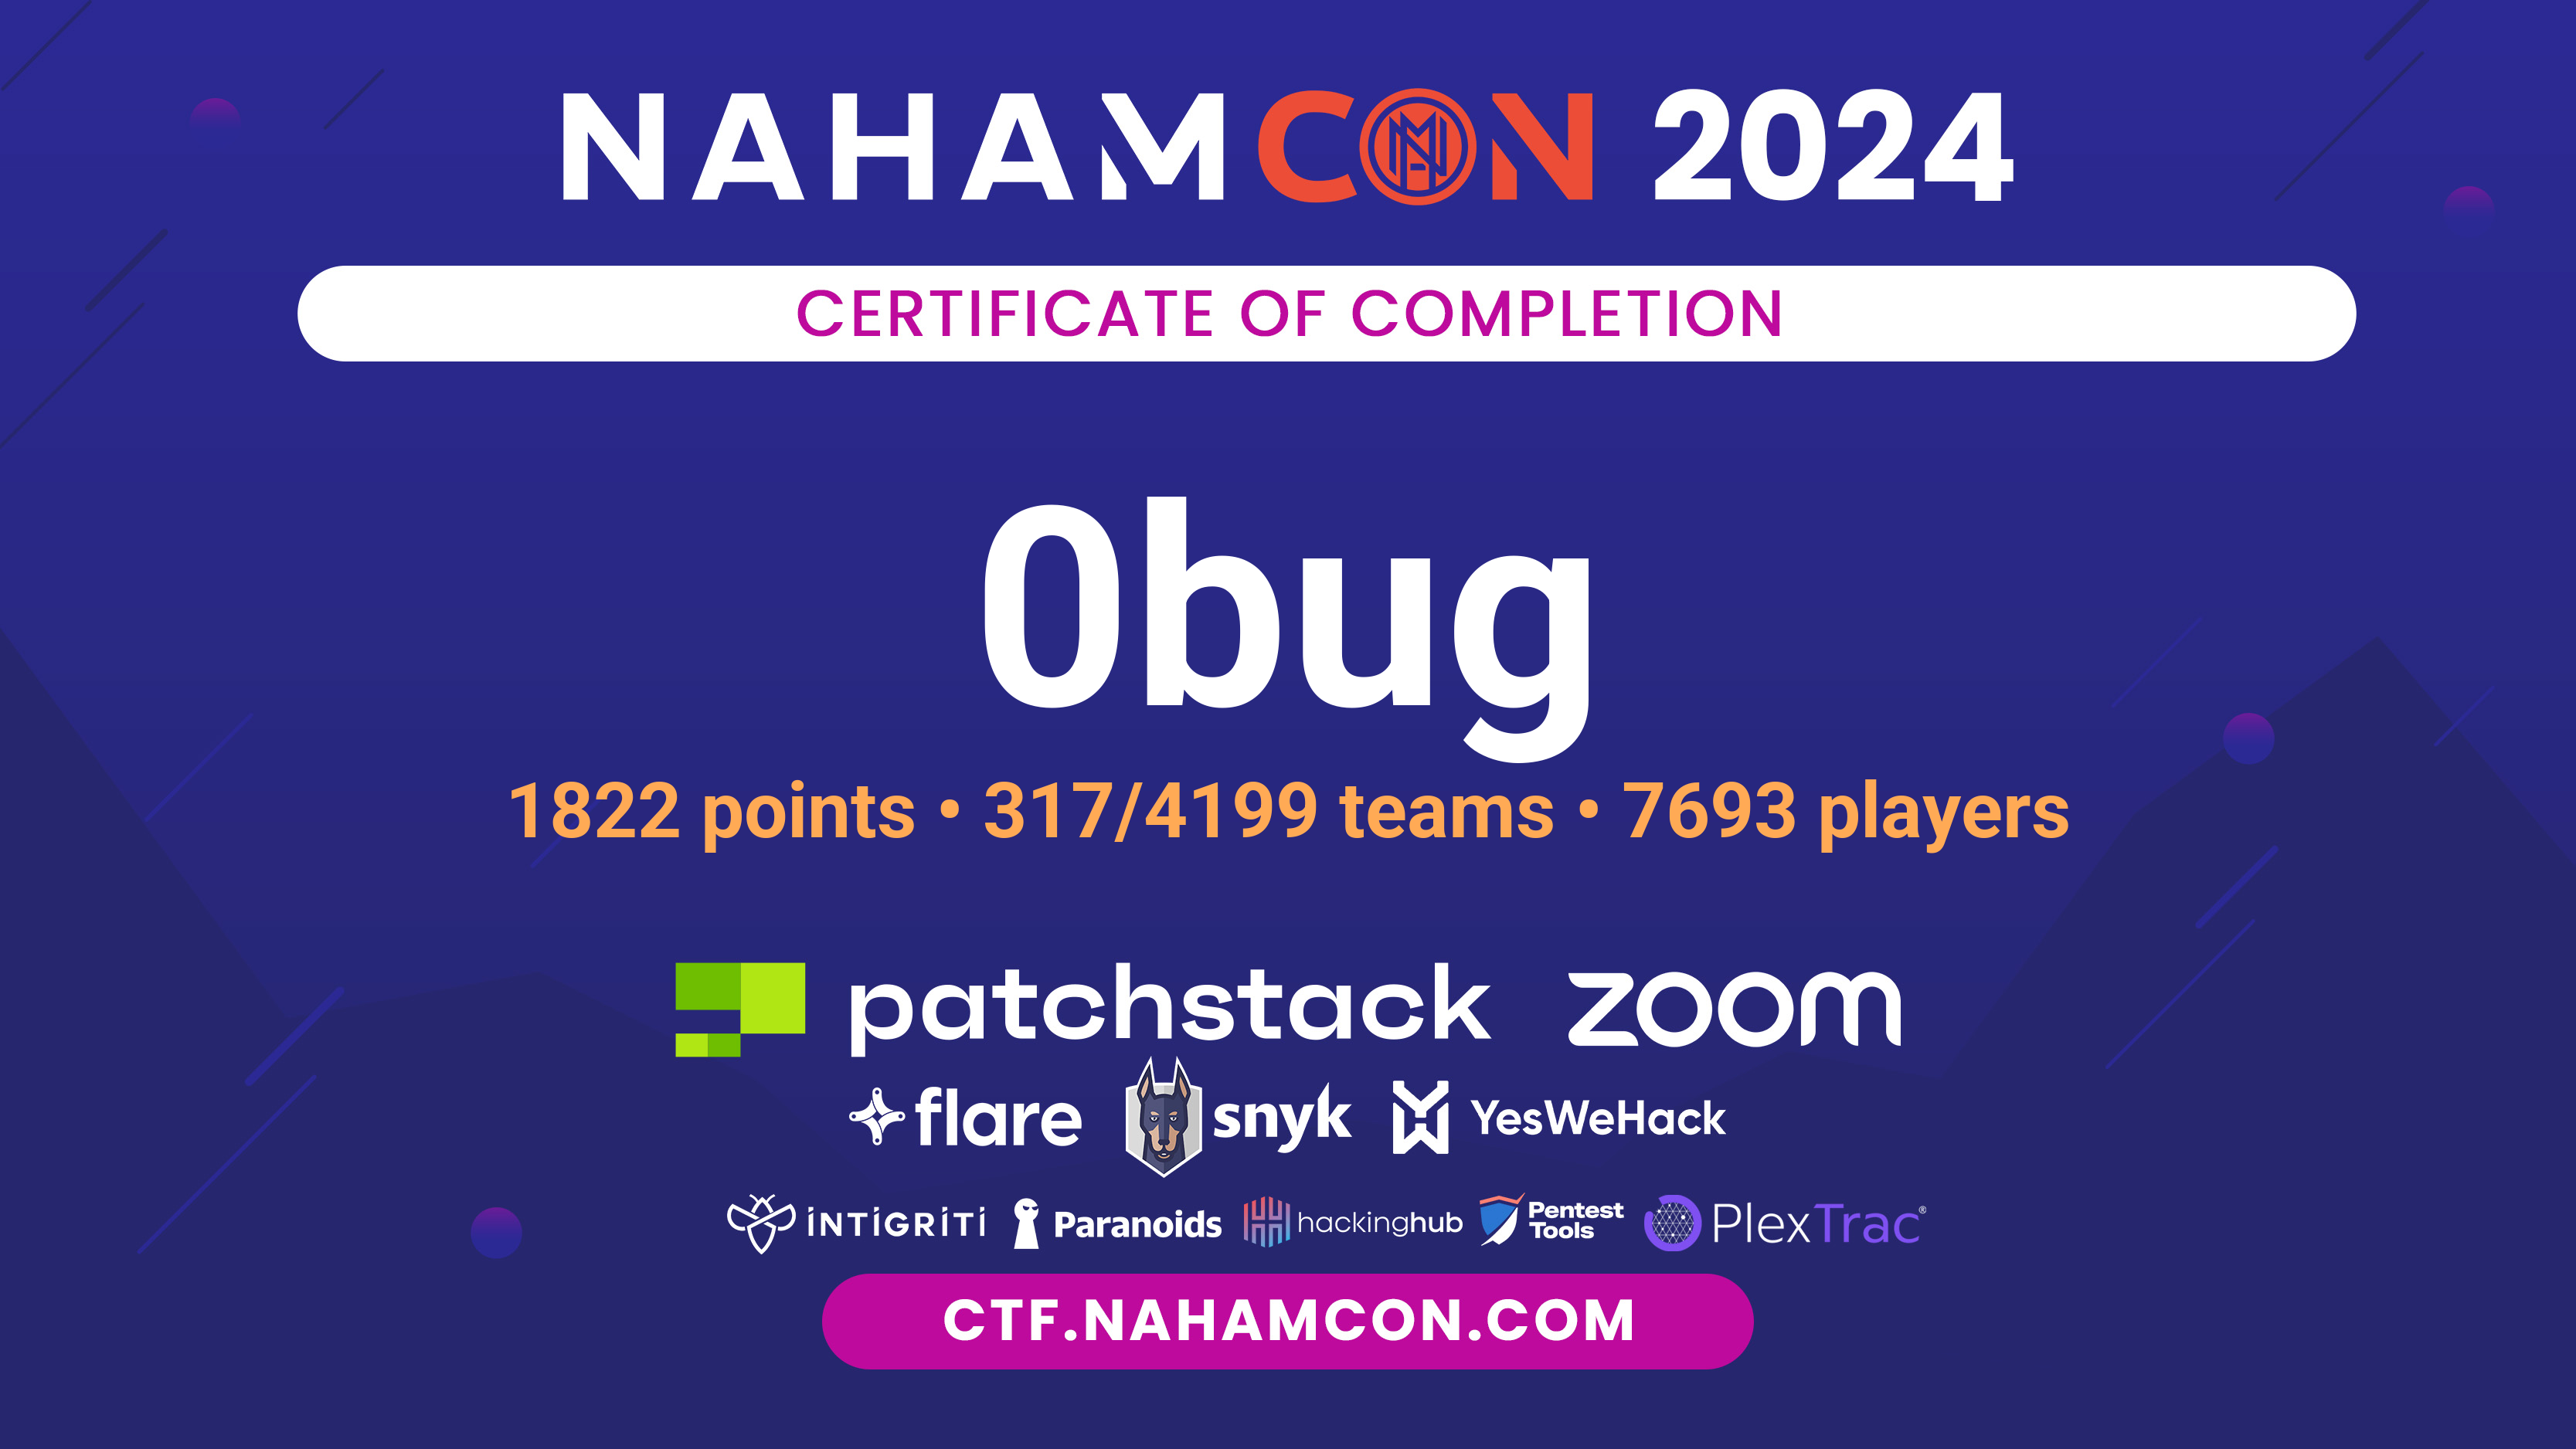 NAHAMCON 2024
CERTIFICATE OF COMPLETION
0bug
1822 points • 317/4199 teams • 7693 players
patchstack zoom
flare snyk YesWeHack
INTIGRITI Paranoids hackinghub Pentest Tools PlexTrac®
CTF.NAHAMCON.COM